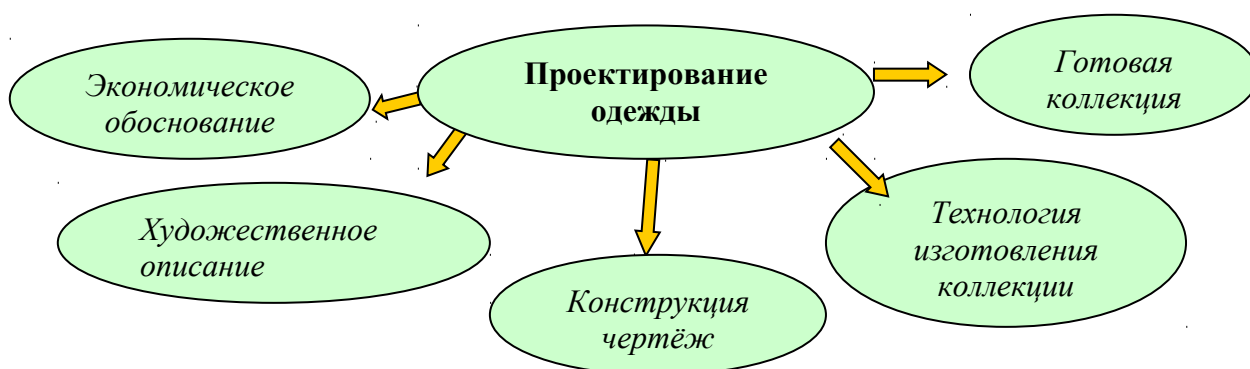 Проектирование
одежды
Экономическое
обоснование
Художественное
описание
Конструкция
чертёж
Технология
изготовления
коллекции
Готовая
коллекция